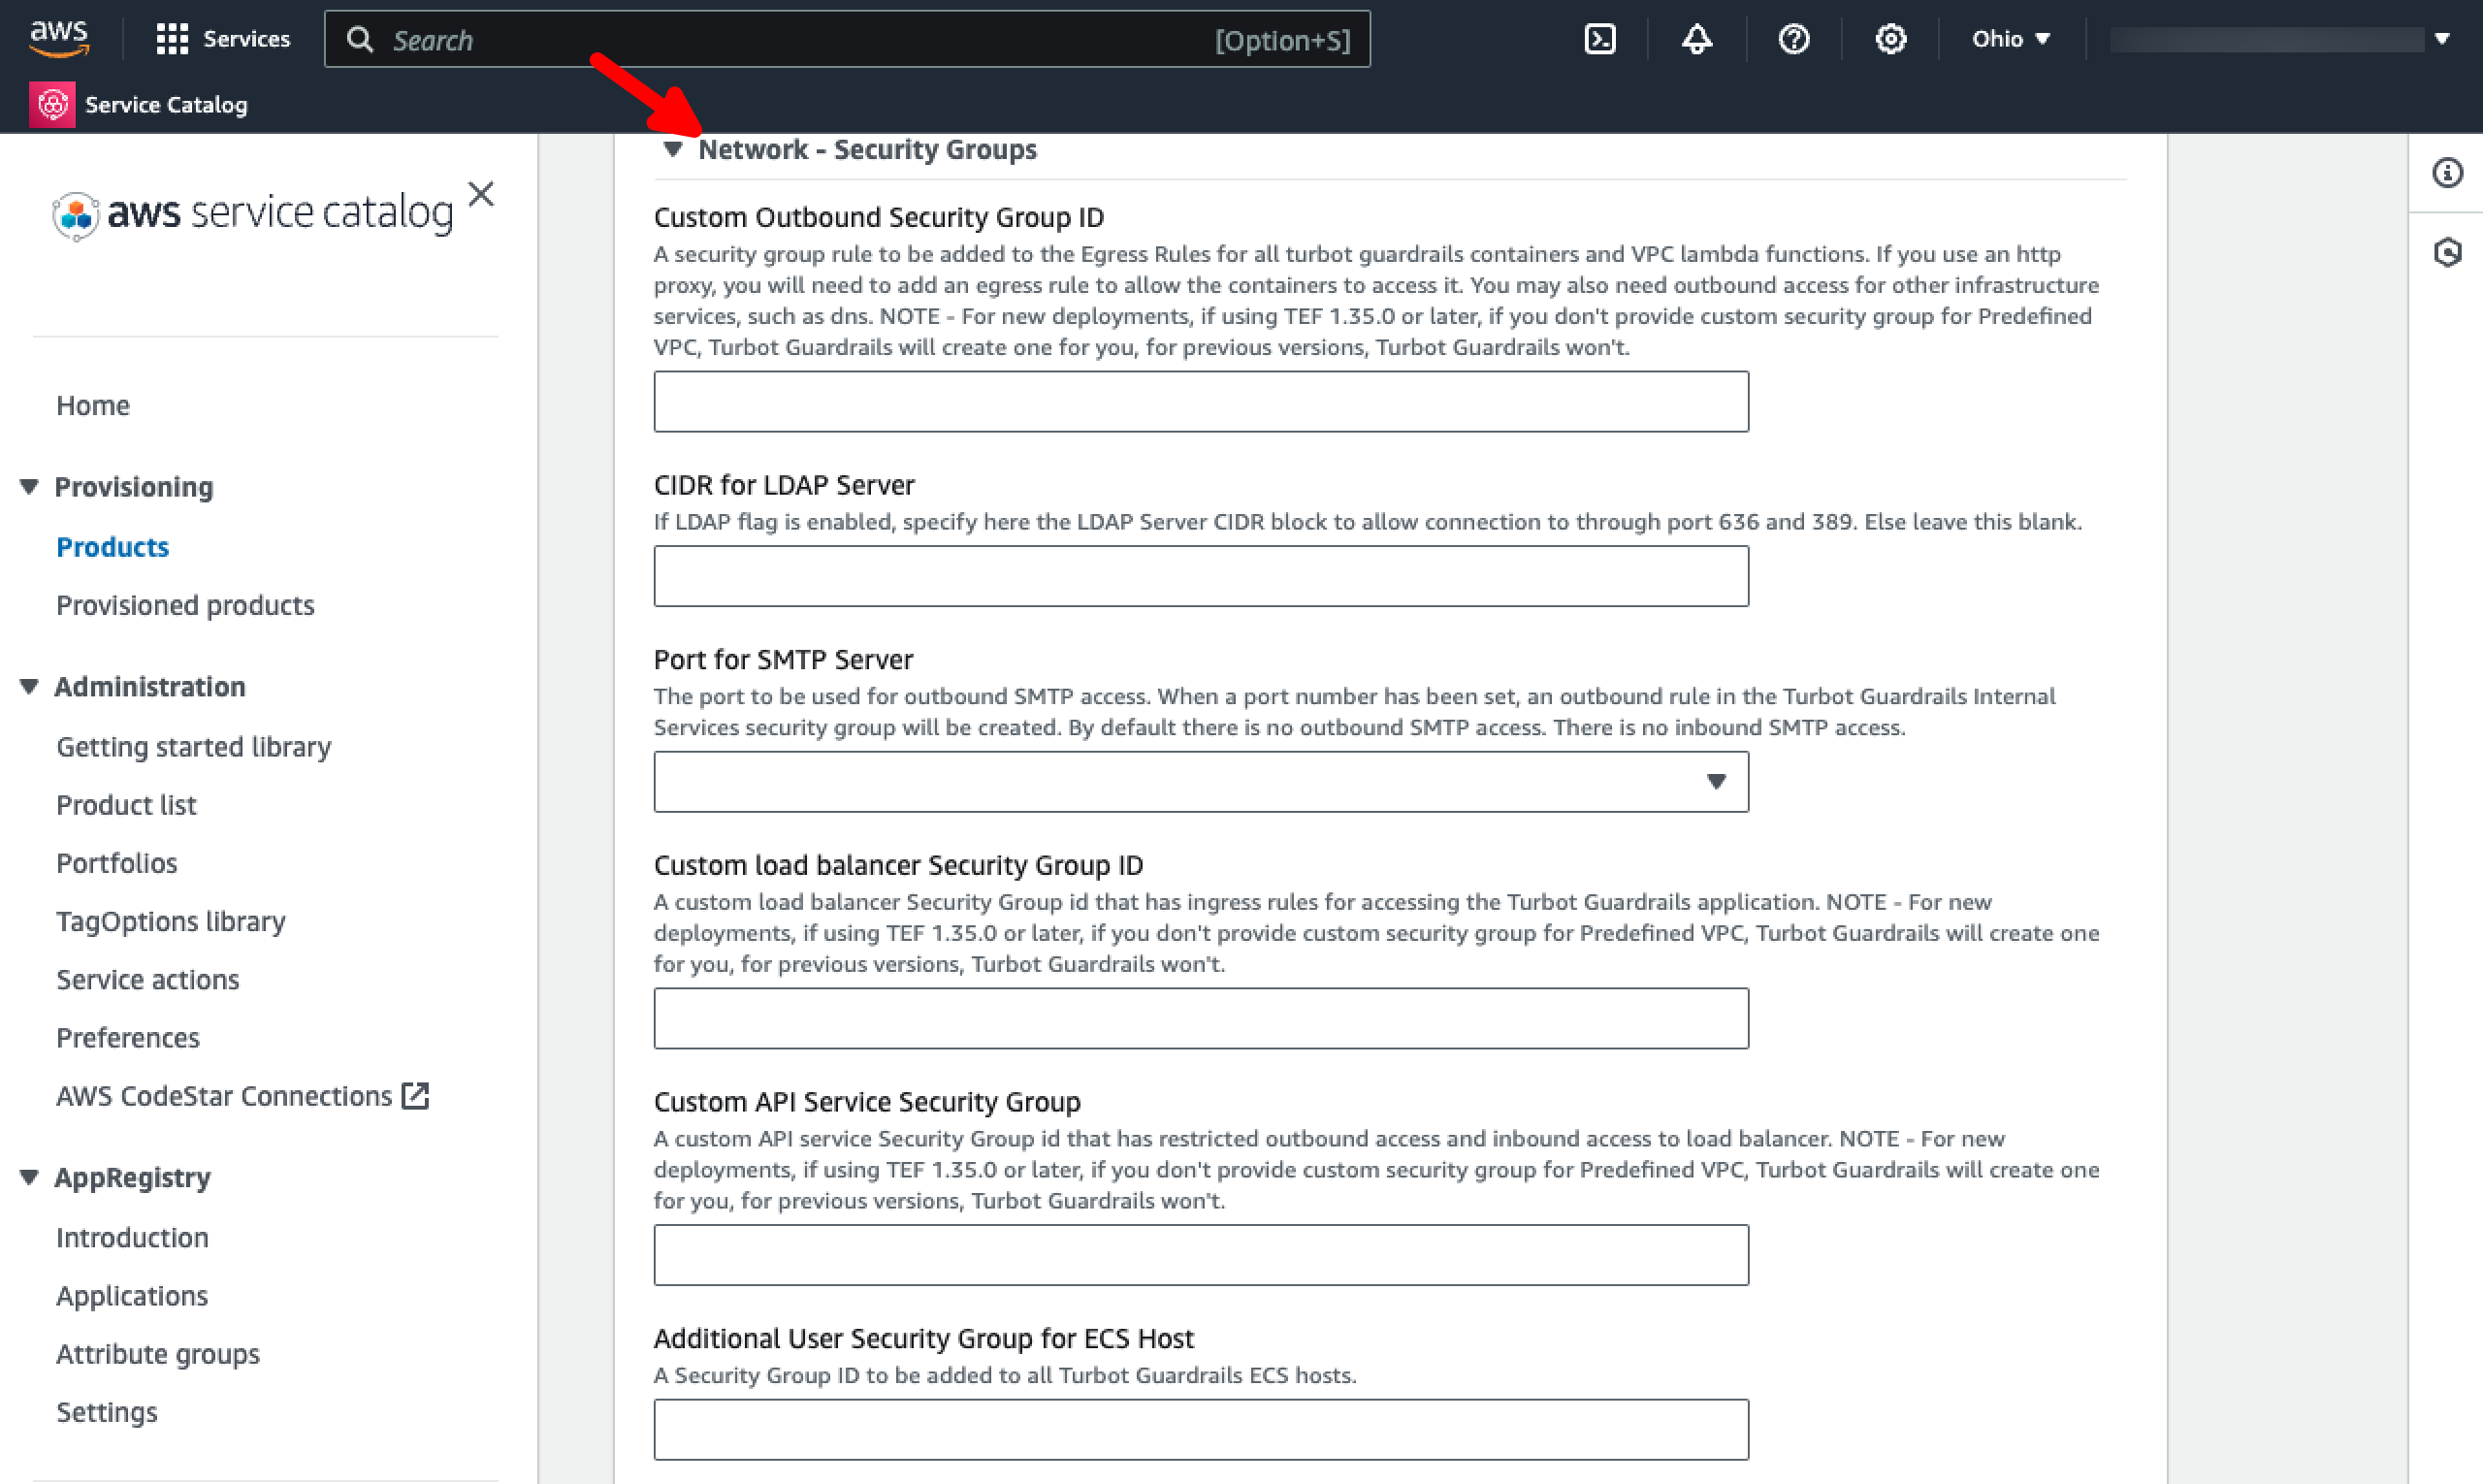 aws
Services
Search
[Option+S]
Ohio
Service Catalog
aws service catalog
Home
Provisioning
Products
Provisioned products
Administration
Getting started library
Product list
Portfolios
TagOptions library
Service actions
Preferences
AWS CodeStar Connections
AppRegistry
Introduction
Applications
Attribute groups
Settings
Network - Security Groups
Custom Outbound Security Group ID
A security group rule to be added to the Egress Rules for all turbot guardrails containers and VPC lambda functions. If you use an http
proxy, you will need to add an egress rule to allow the containers to access it. You may also need outbound access for other infrastructure
services, such as dns. NOTE - For new deployments, if using TEF 1.35.0 or later, if you don't provide custom security group for Predefined
VPC, Turbot Guardrails will create one for you, for previous versions, Turbot Guardrails won't.
CIDR for LDAP Server
If LDAP flag is enabled, specify here the LDAP Server CIDR block to allow connection to through port 636 and 389. Else leave this blank.
Port for SMTP Server
The port to be used for outbound SMTP access. When a port number has been set, an outbound rule in the Turbot Guardrails Internal
Services security group will be created. By default there is no outbound SMTP access. There is no inbound SMTP access.
Custom load balancer Security Group ID
A custom load balancer Security Group id that has ingress rules for accessing the Turbot Guardrails application. NOTE - For new
deployments, if using TEF 1.35.0 or later, if you don't provide custom security group for Predefined VPC, Turbot Guardrails will create one
for you, for previous versions, Turbot Guardrails won't.
Custom API Service Security Group
A custom API service Security Group id that has restricted outbound access and inbound access to load balancer. NOTE - For new
deployments, if using TEF 1.35.0 or later, if you don't provide custom security group for Predefined VPC, Turbot Guardrails will create one
for you, for previous versions, Turbot Guardrails won't.
Additional User Security Group for ECS Host
A Security Group ID to be added to all Turbot Guardrails ECS hosts.